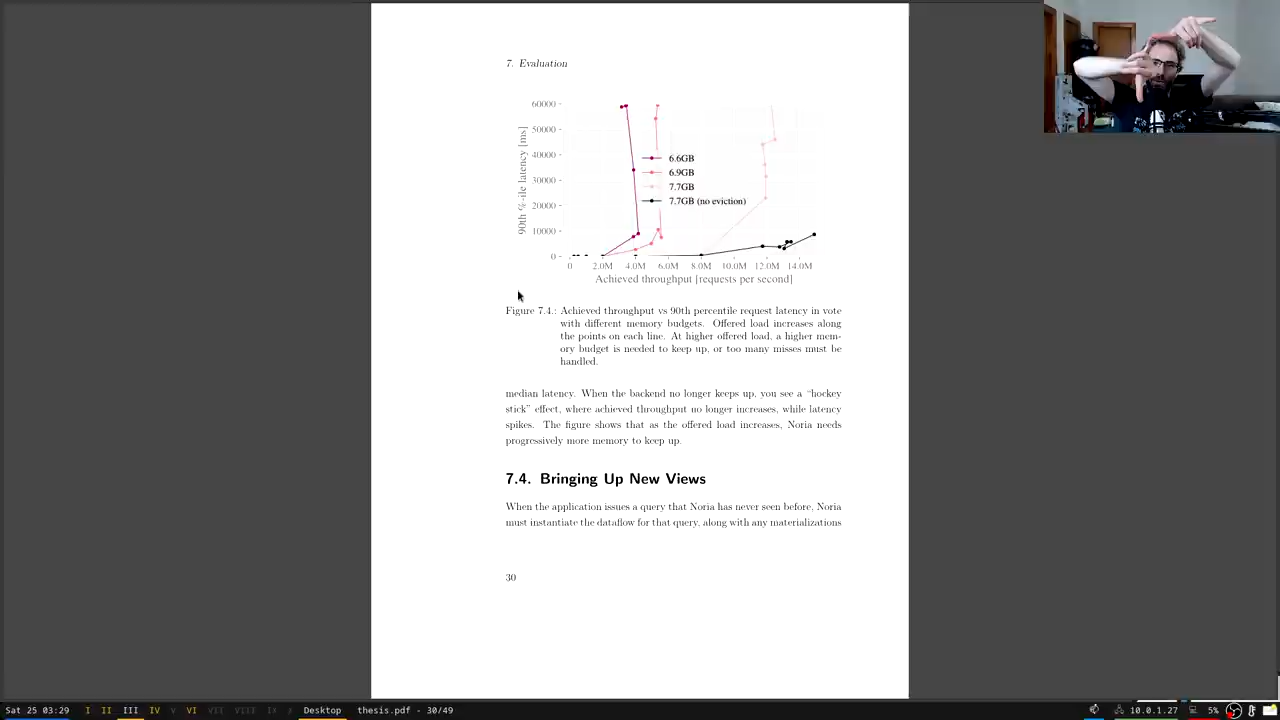 7. Evaluation
60000
50000
40000
30000
20000
10000
0
90th %-ile latency [ms]
6.6GB
6.9GB
7.7GB
7.7GB (no eviction)
0 2.0M 4.0M 6.0M 8.0M 10.0M 12.0M 14.0M
Achieved throughput [requests per second]
Figure 7.4.: Achieved throughput vs 90th percentile request latency in vote
with different memory budgets. Offered load increases along
the points on each line. At higher offered load, a higher mem-
ory budget is needed to keep up, or too many misses must be
handled.
median latency. When the backend no longer keeps up, you see a “hockey
stick” effect, where achieved throughput no longer increases, while latency
spikes. The figure shows that as the offered load increases, Noria needs
progressively more memory to keep up.
7.4. Bringing Up New Views
When the application issues a query that Noria has never seen before, Noria
must instantiate the dataflow for that query, along with any materializations
30
Sat 25 03:29 I II III IV V VI VII VIII IX Desktop thesis.pdf - 30/49 10.0.1.27 5%